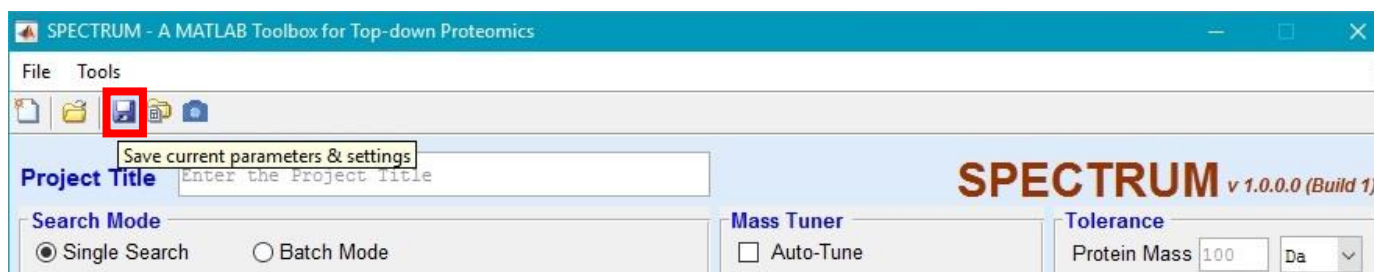 SPECTRUM - A MATLAB Toolbox for Top-down Proteomics
File Tools
Save current parameters & settings
Project Title Enter the Project Title
SPECTRUM v 1.0.0.0 (Build 1)
Search Mode Mass Tuner Tolerance
Single Search Batch Mode Auto-Tune Protein Mass 100 Da